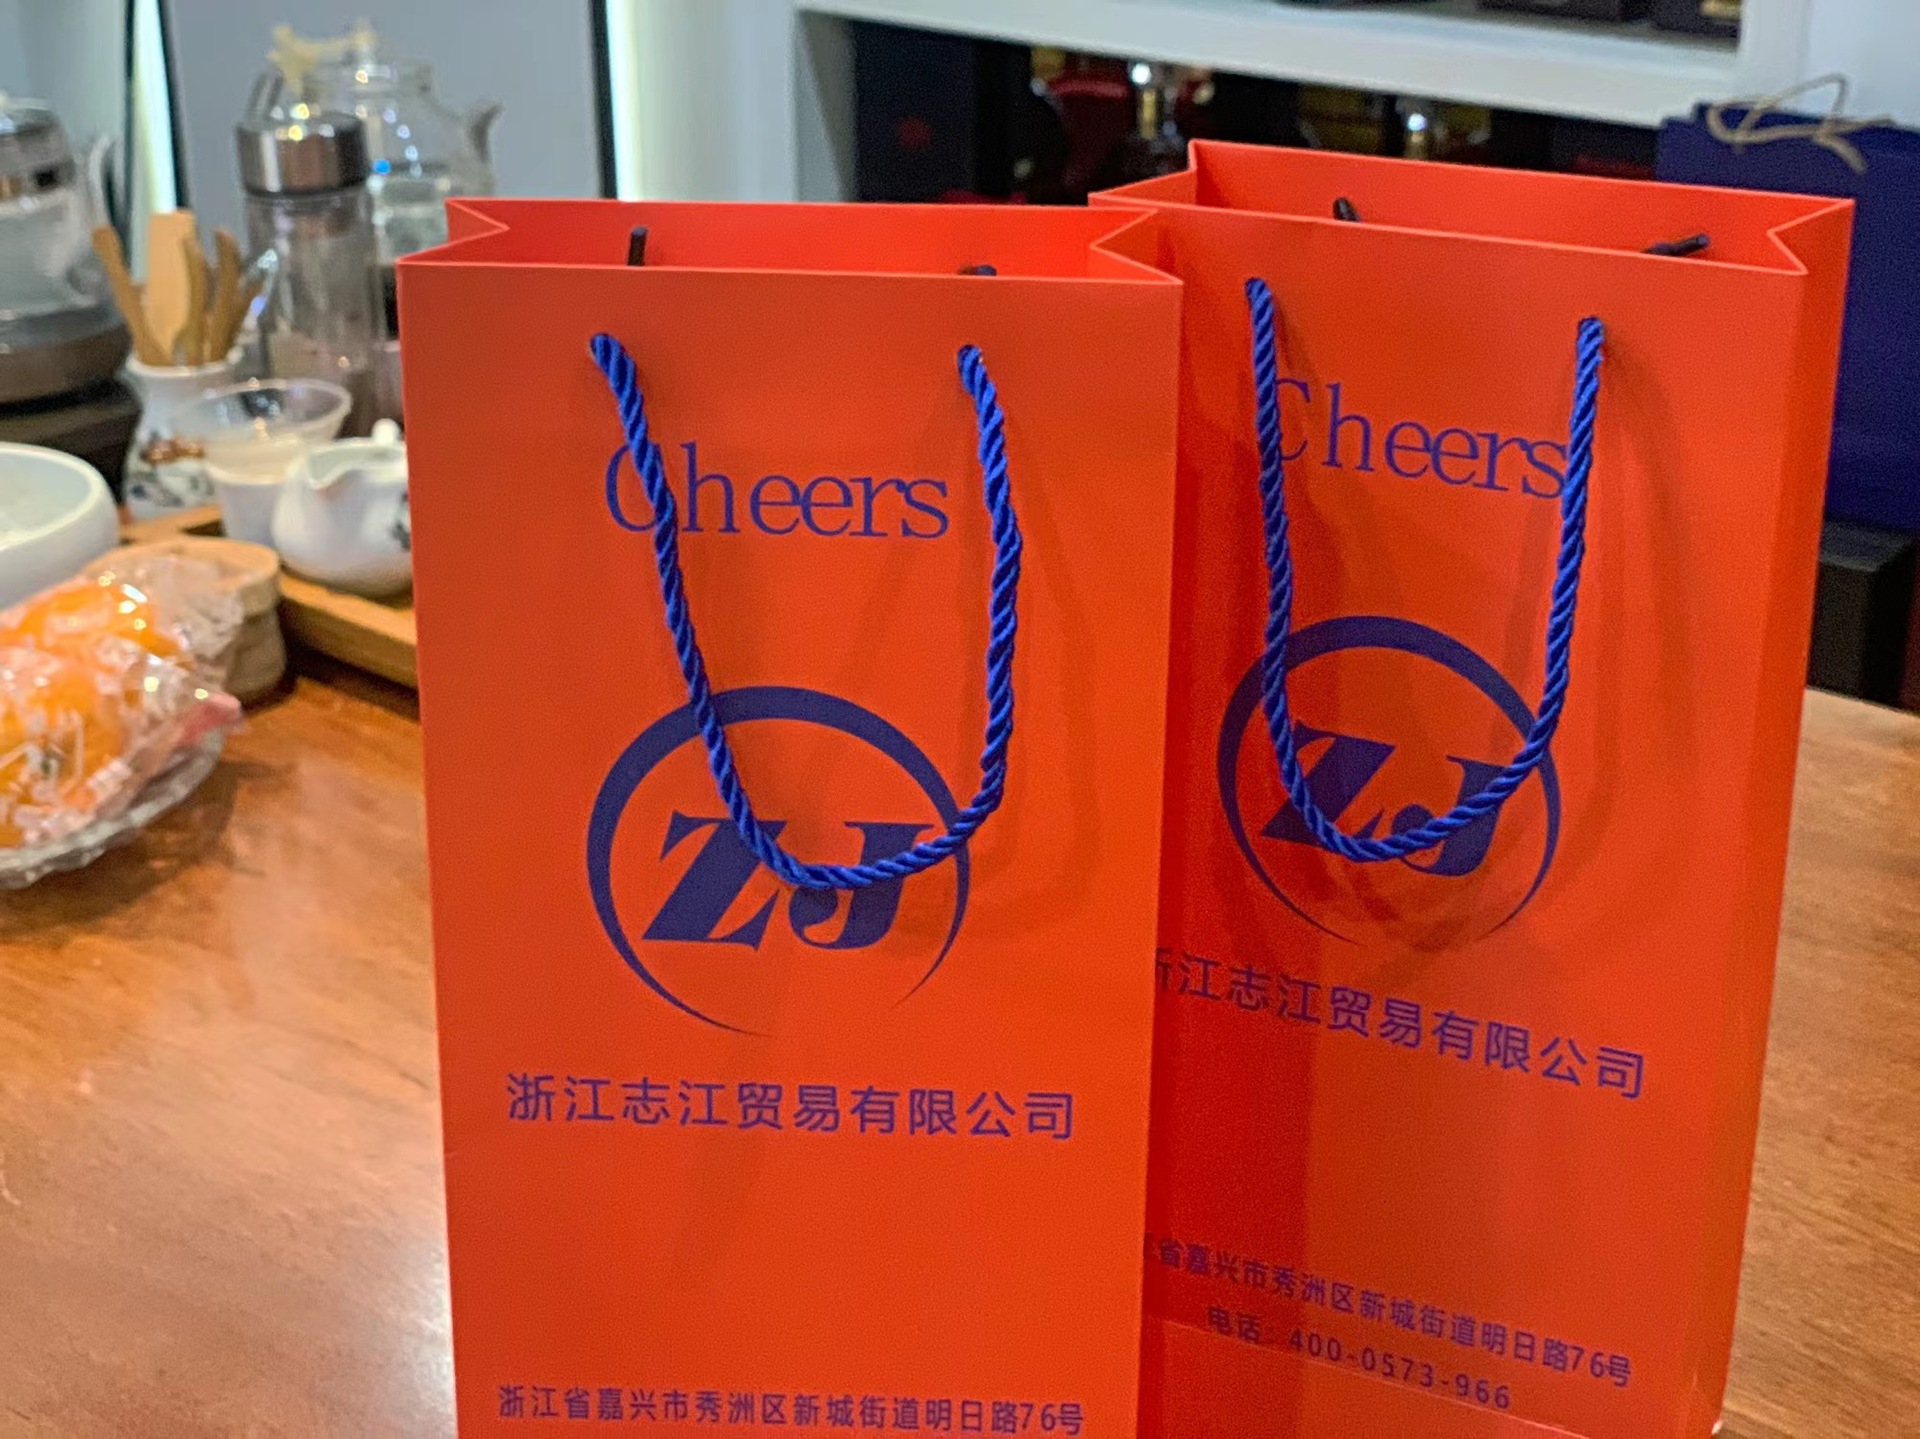 Cheers
ZJ
浙江志江贸易有限公司
浙江省嘉兴市秀洲区新城街道明日路76号
Cheers
ZJ
江志江贸易有限公司
省嘉兴市秀洲区新城街道明日路76号
电话 400-0573-966